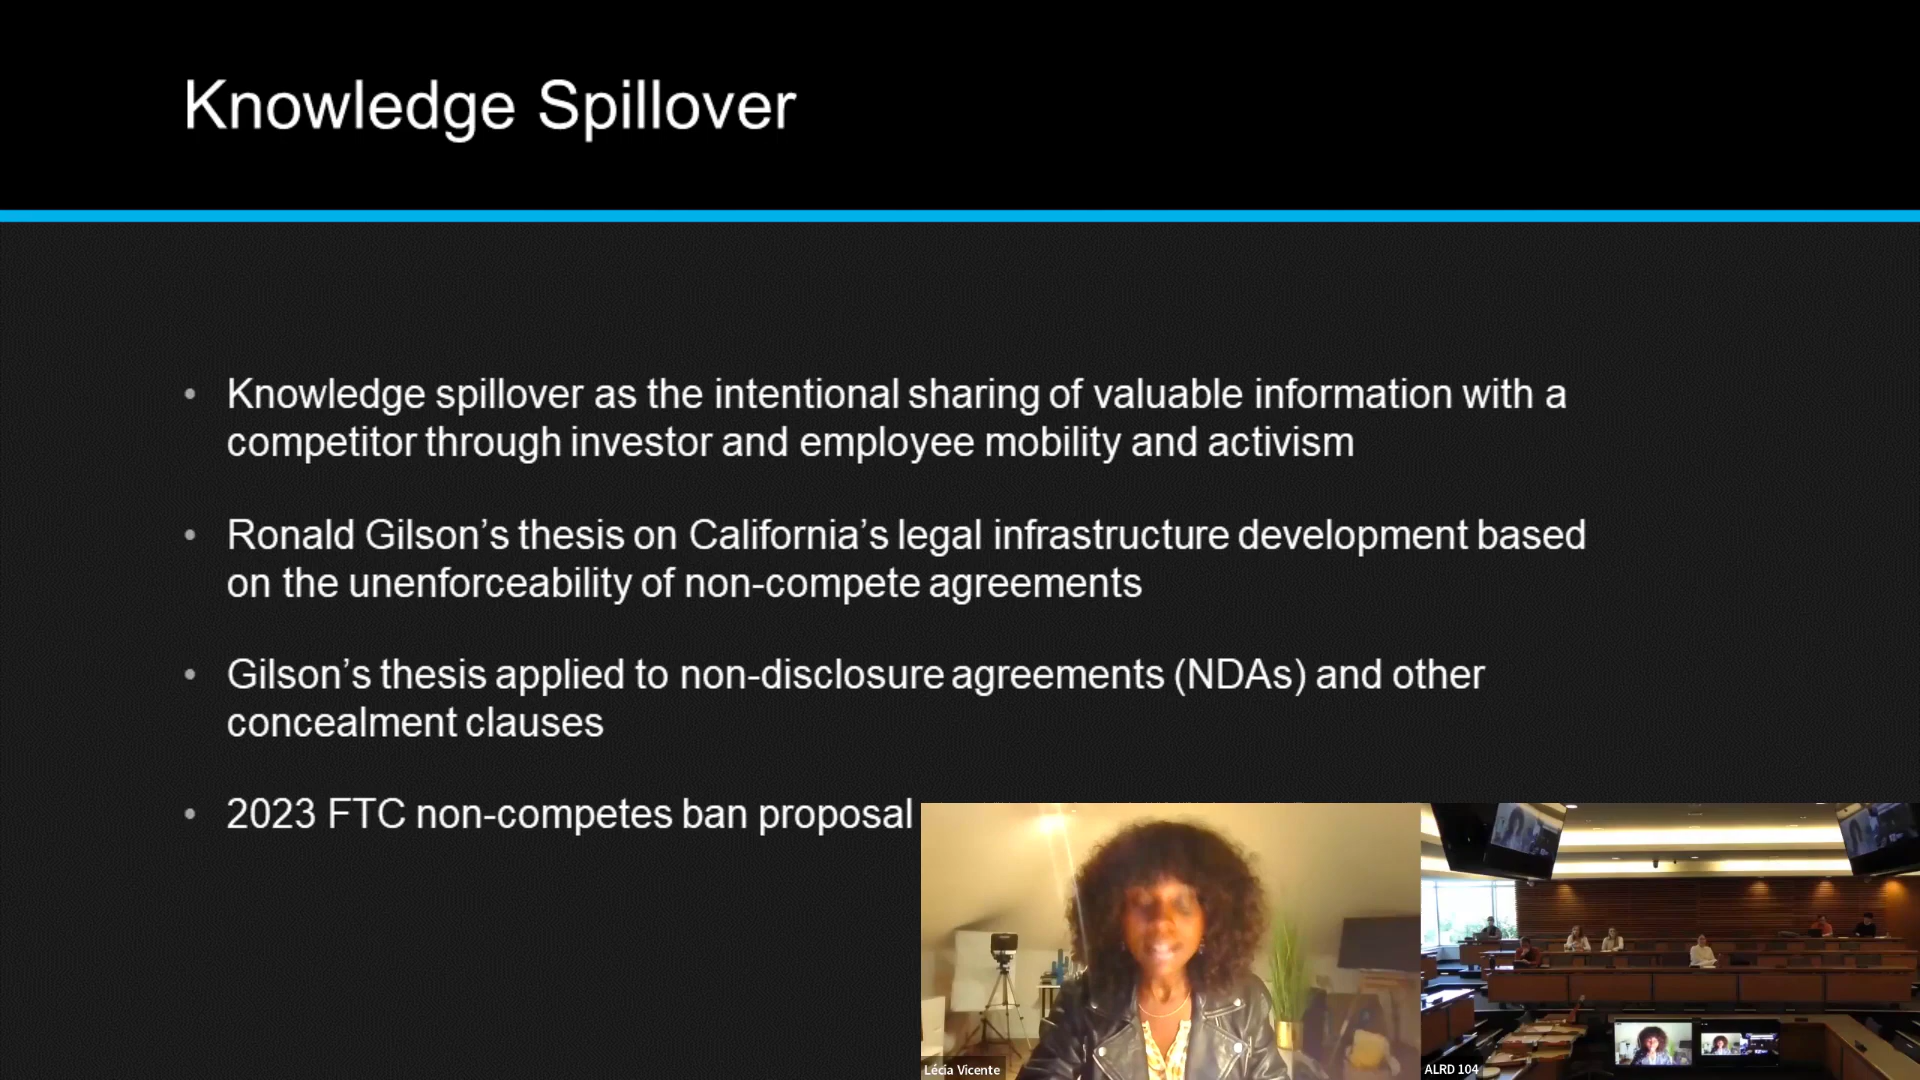 Knowledge Spillover
• Knowledge spillover as the intentional sharing of valuable information with a
competitor through investor and employee mobility and activism
• Ronald Gilson’s thesis on California’s legal infrastructure development based
on the unenforceability of non-compete agreements
• Gilson’s thesis applied to non-disclosure agreements (NDAs) and other
concealment clauses
• 2023 FTC non-competes ban proposal
Lécia Vicente
ALRD 104